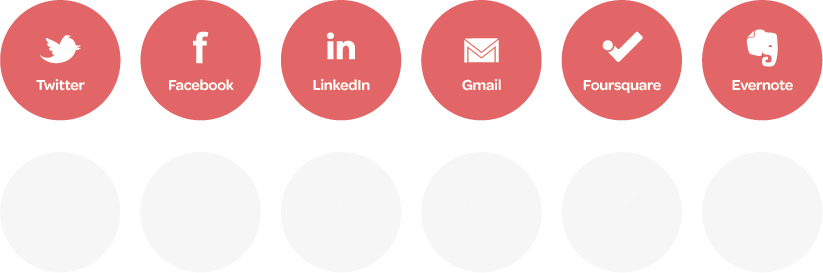 Twitter
Facebook
LinkedIn
Gmail
Foursquare
Evernote